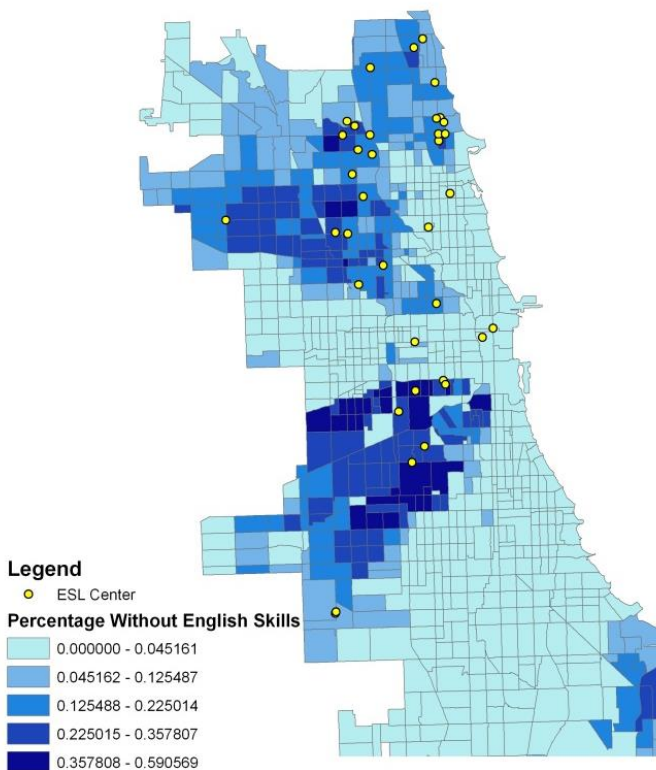 Legend
ESL Center
Percentage Without English Skills
0.000000 - 0.045161
0.045162 - 0.125487
0.125488 - 0.225014
0.225015 - 0.357807
0.357808 - 0.590569